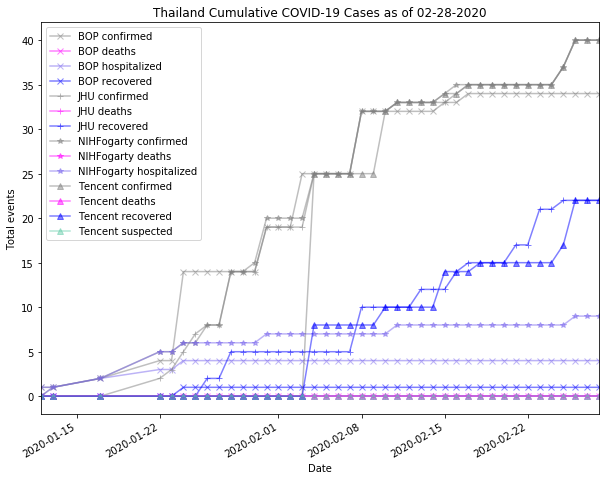 Thailand Cumulative COVID-19 Cases as of 02-28-2020
BOP confirmed
BOP deaths
BOP hospitalized
BOP recovered
JHU confirmed
JHU deaths
JHU recovered
NIHFogarty confirmed
NIHFogarty deaths
NIHFogarty hospitalized
Tencent confirmed
Tencent deaths
Tencent recovered
Tencent suspected
Total events
40
35
30
25
20
15
10
5
0
2020-01-15
2020-01-22
2020-02-01
2020-02-08
2020-02-15
2020-02-22
Date